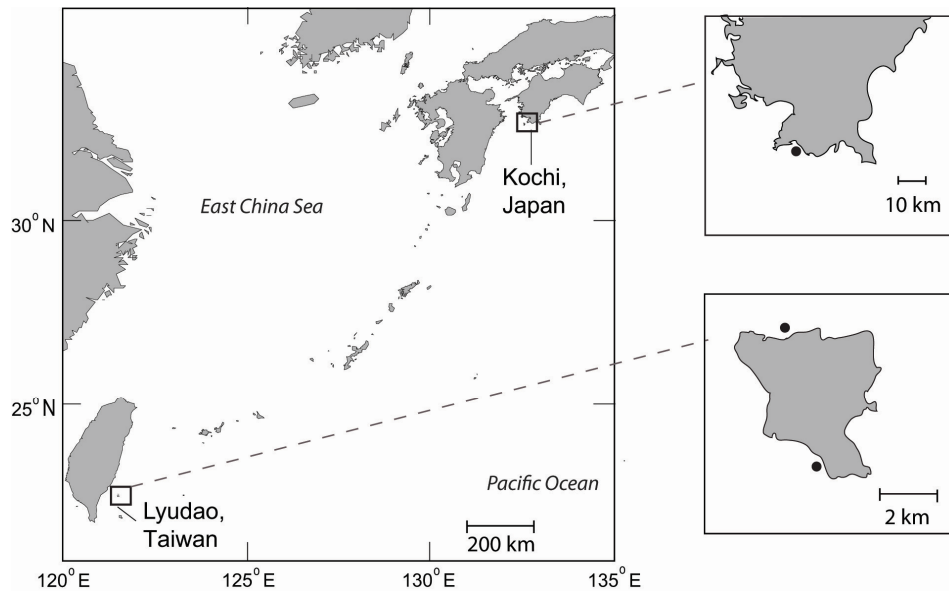 Kochi,
Japan
East China Sea
30°N
25°N
Pacific Ocean
Lyudao,
Taiwan
200 km
120°E
125°E
130°E
135°E
10 km
2 km